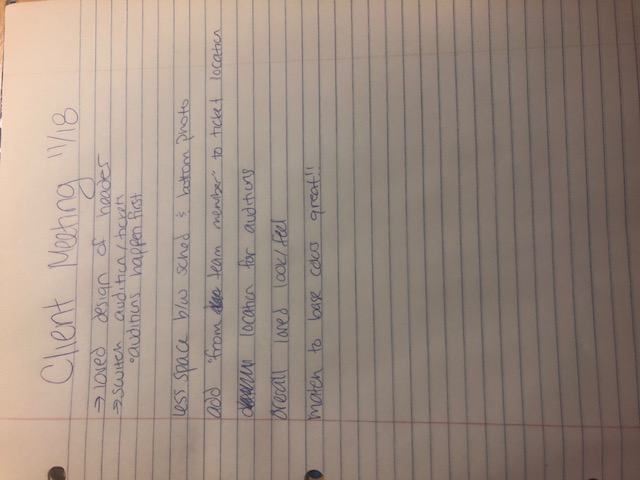 Client Meeting 11/18
→ loved design of header
→ switch audition/tickets
• auditions happen first
less space b/w sched & bottom photo
add "from team member" to ticket location
location for auditions
overall loved look/feel
match to base colors great!!